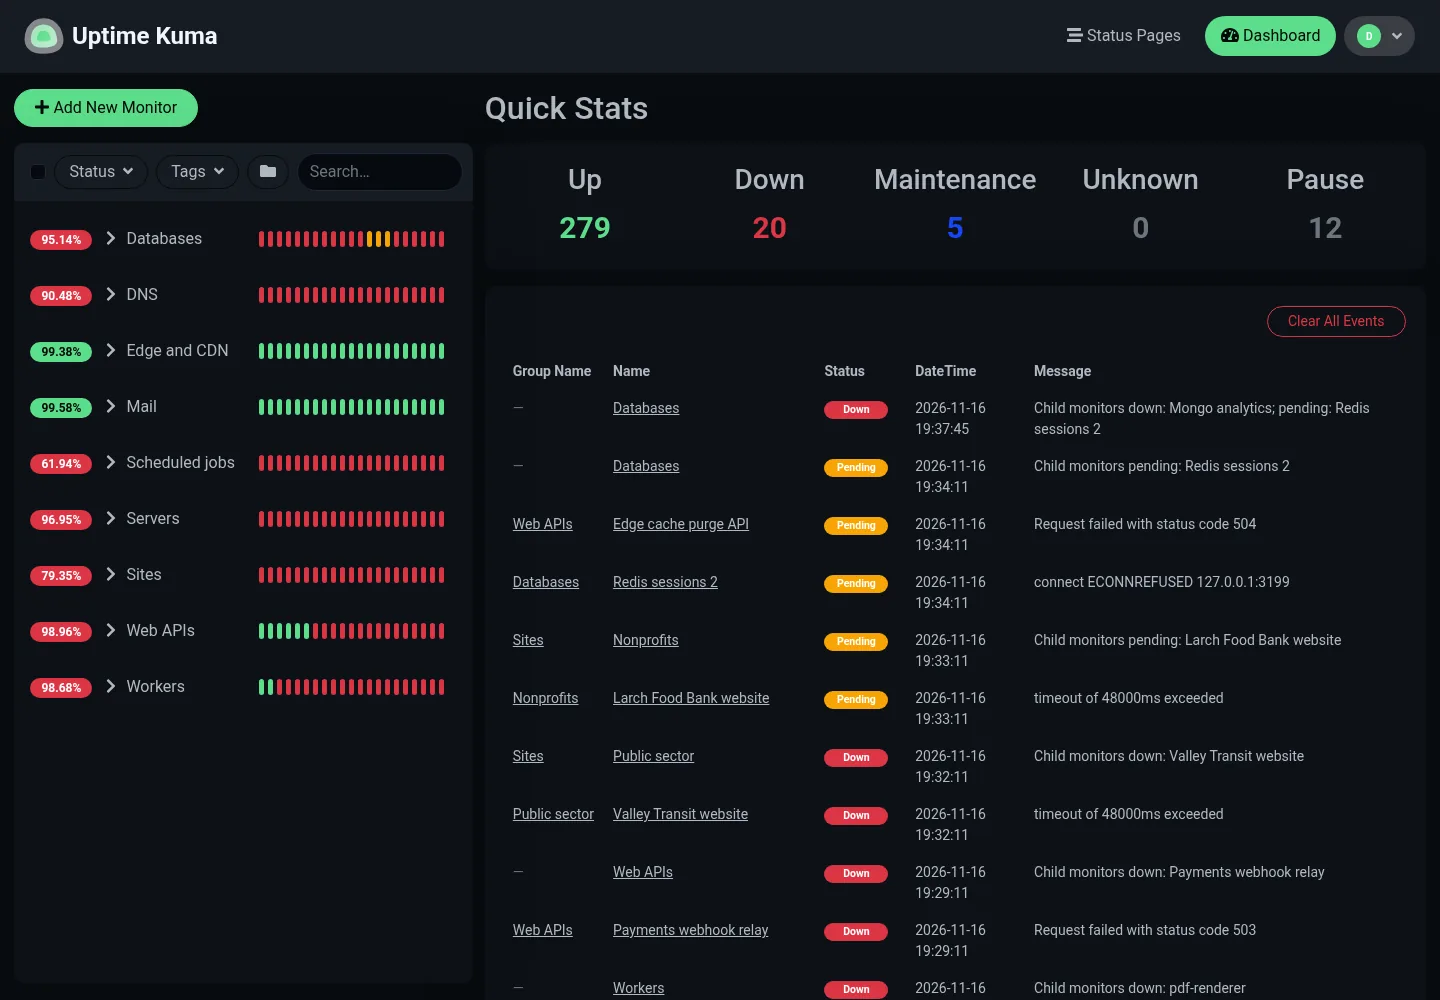 Uptime Kuma
Status Pages
Dashboard
D
Add New Monitor
Status
Tags
Search...
95.14% Databases
90.48% DNS
99.38% Edge and CDN
99.58% Mail
61.94% Scheduled jobs
96.95% Servers
79.35% Sites
98.96% Web APIs
98.68% Workers
Quick Stats
Up Down Maintenance Unknown Pause
279 20 5 0 12
Clear All Events
Group Name Name Status DateTime Message
— Databases Down 2026-11-16 Child monitors down: Mongo analytics; pending: Redis
19:37:45 sessions 2
— Databases Pending 2026-11-16 Child monitors pending: Redis sessions 2
19:34:11
Web APIs Edge cache purge API Pending 2026-11-16 Request failed with status code 504
19:34:11
Databases Redis sessions 2 Pending 2026-11-16 connect ECONNREFUSED 127.0.0.1:3199
19:34:11
Sites Nonprofits Pending 2026-11-16 Child monitors pending: Larch Food Bank website
19:33:11
Nonprofits Larch Food Bank website Pending 2026-11-16 timeout of 48000ms exceeded
19:33:11
Sites Public sector Down 2026-11-16 Child monitors down: Valley Transit website
19:32:11
Public sector Valley Transit website Down 2026-11-16 timeout of 48000ms exceeded
19:32:11
— Web APIs Down 2026-11-16 Child monitors down: Payments webhook relay
19:29:11
Web APIs Payments webhook relay Down 2026-11-16 Request failed with status code 503
19:29:11
— Workers Down 2026-11-16 Child monitors down: pdf-renderer